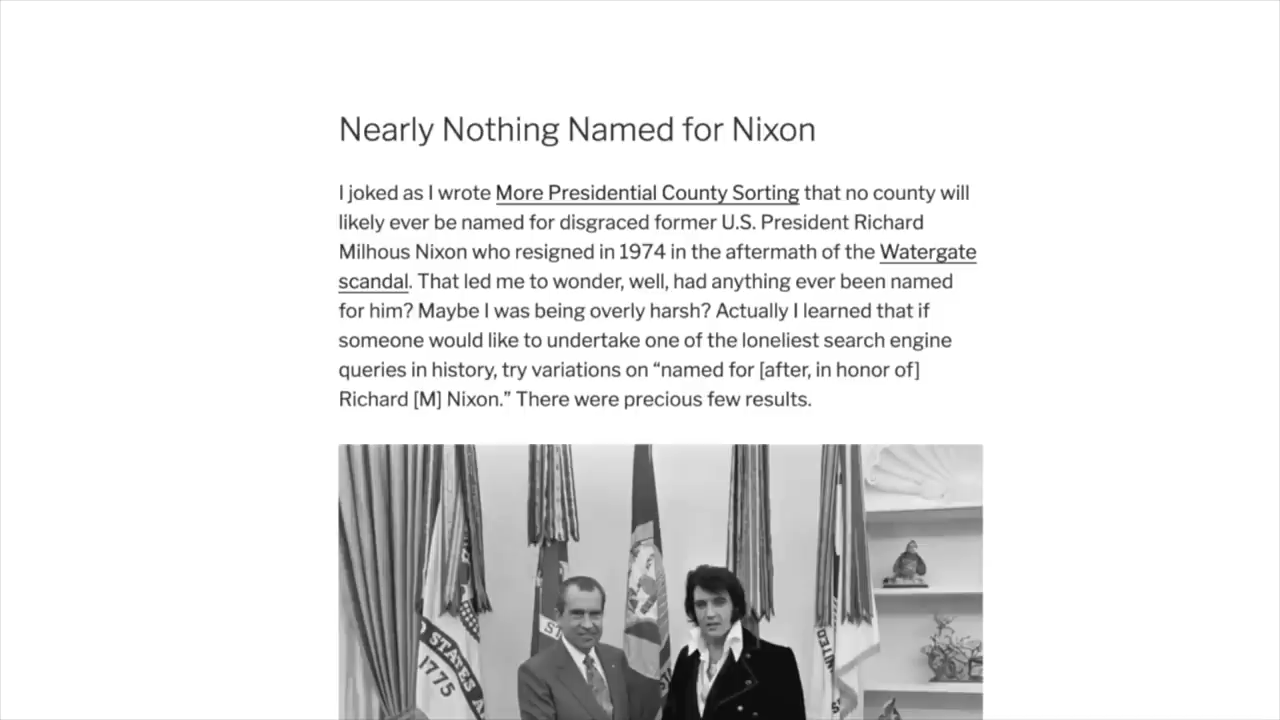 Nearly Nothing Named for Nixon
I joked as I wrote More Presidential County Sorting that no county will
likely ever be named for disgraced former U.S. President Richard
Milhous Nixon who resigned in 1974 in the aftermath of the Watergate
scandal. That led me to wonder, well, had anything ever been named
for him? Maybe I was being overly harsh? Actually I learned that if
someone would like to undertake one of the loneliest search engine
queries in history, try variations on “named for [after, in honor of]
Richard [M] Nixon.” There were precious few results.
STATES
1775
ST
UNITED